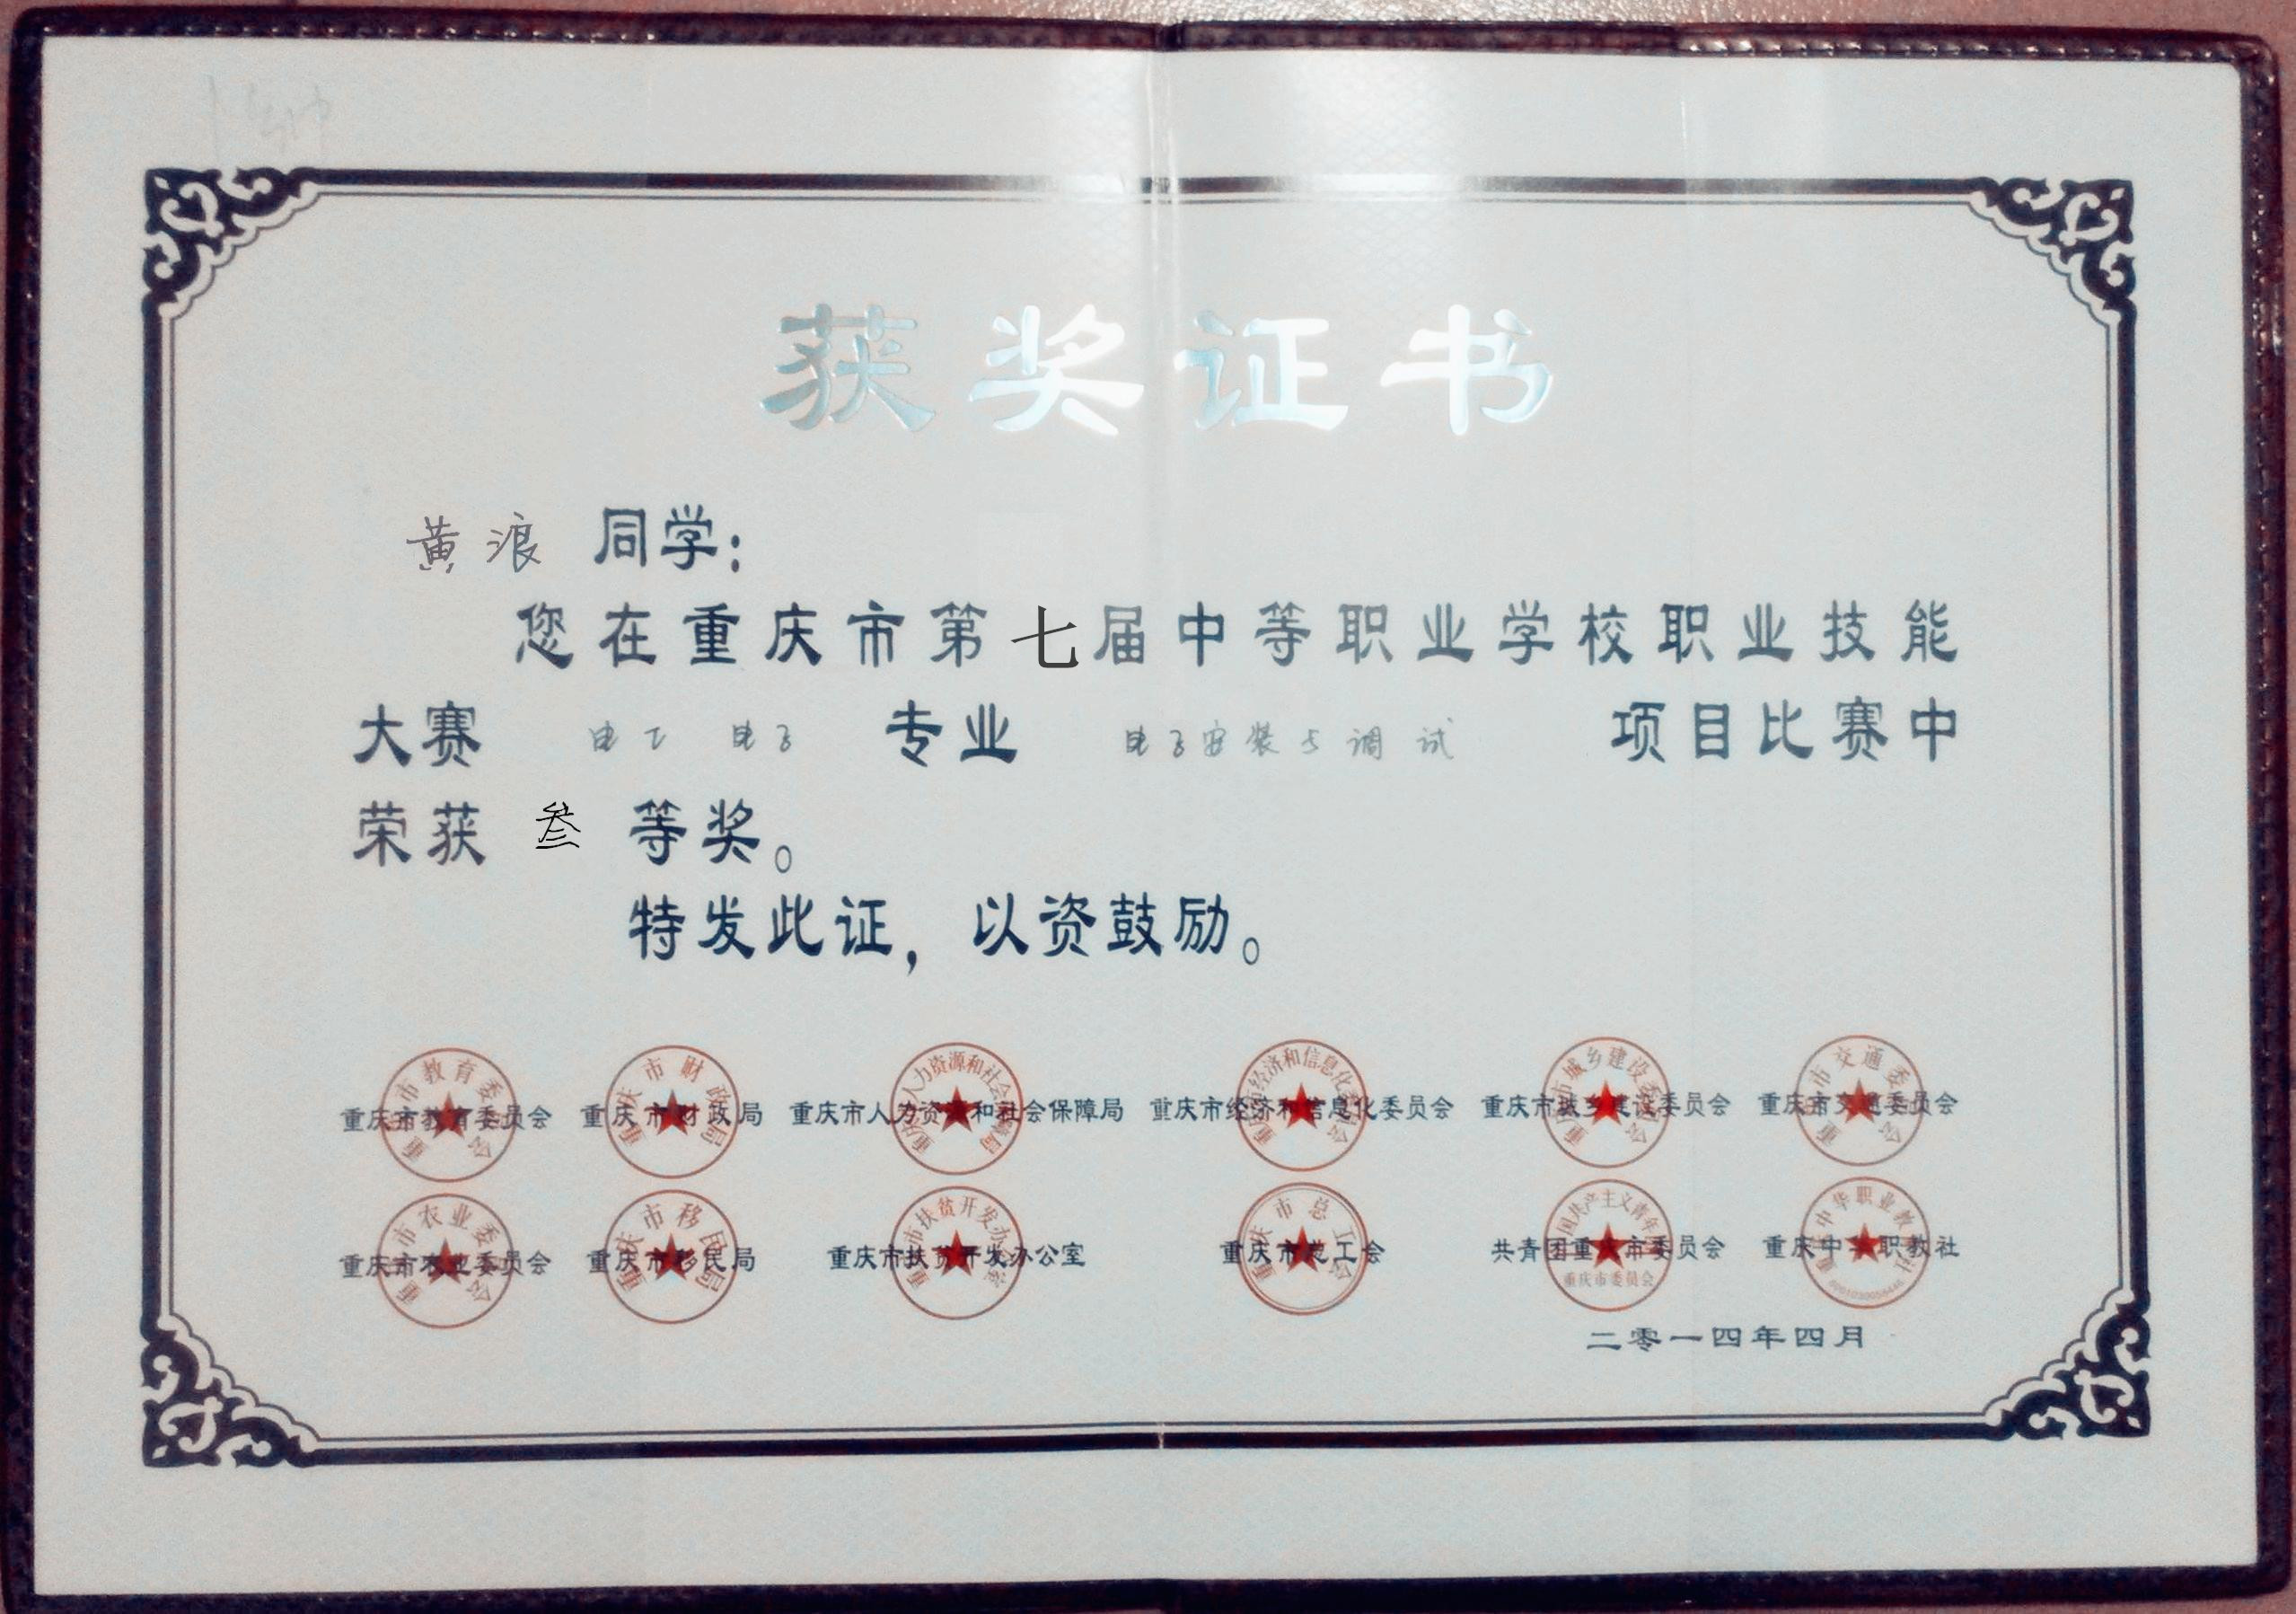 获奖证书
黄浪 同学:
您在重庆市第七届中等职业学校职业技能
大赛 电工电子 专业 电子安装与调试 项目比赛中
荣获 叁 等奖。
特发此证，以资鼓励。
重庆市教育委员会 重庆市财政局 重庆市人力资源和社会保障局 重庆市经济和信息化委员会 重庆市城乡建设委员会 重庆市交通委员会
重庆市农业委员会 重庆市移民局 重庆市扶贫开发办公室 重庆市总工会 共青团重庆市委员会 重庆中华职教社
二零一四年四月